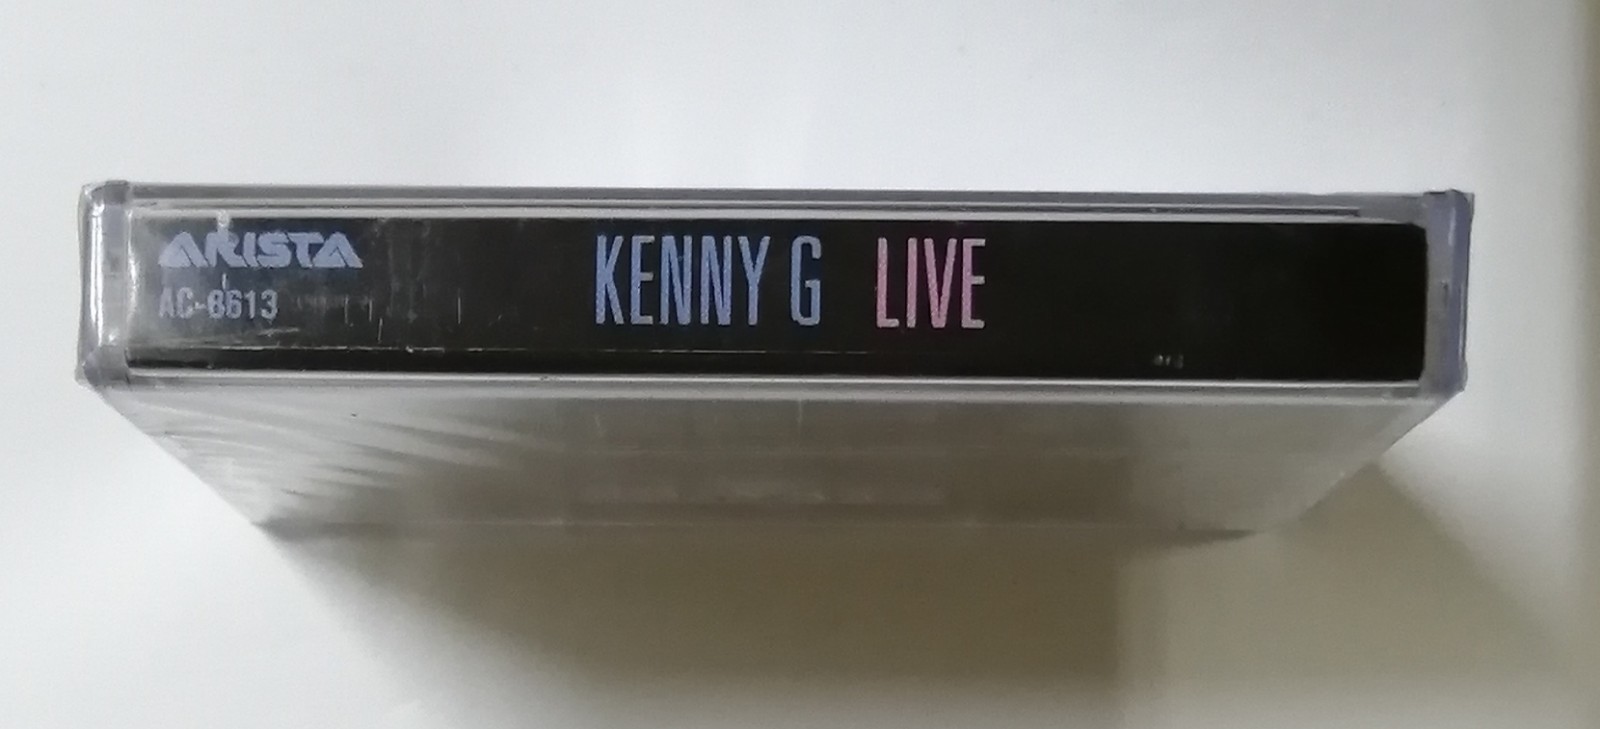 ARISTA
AC-8613
KENNY G LIVE